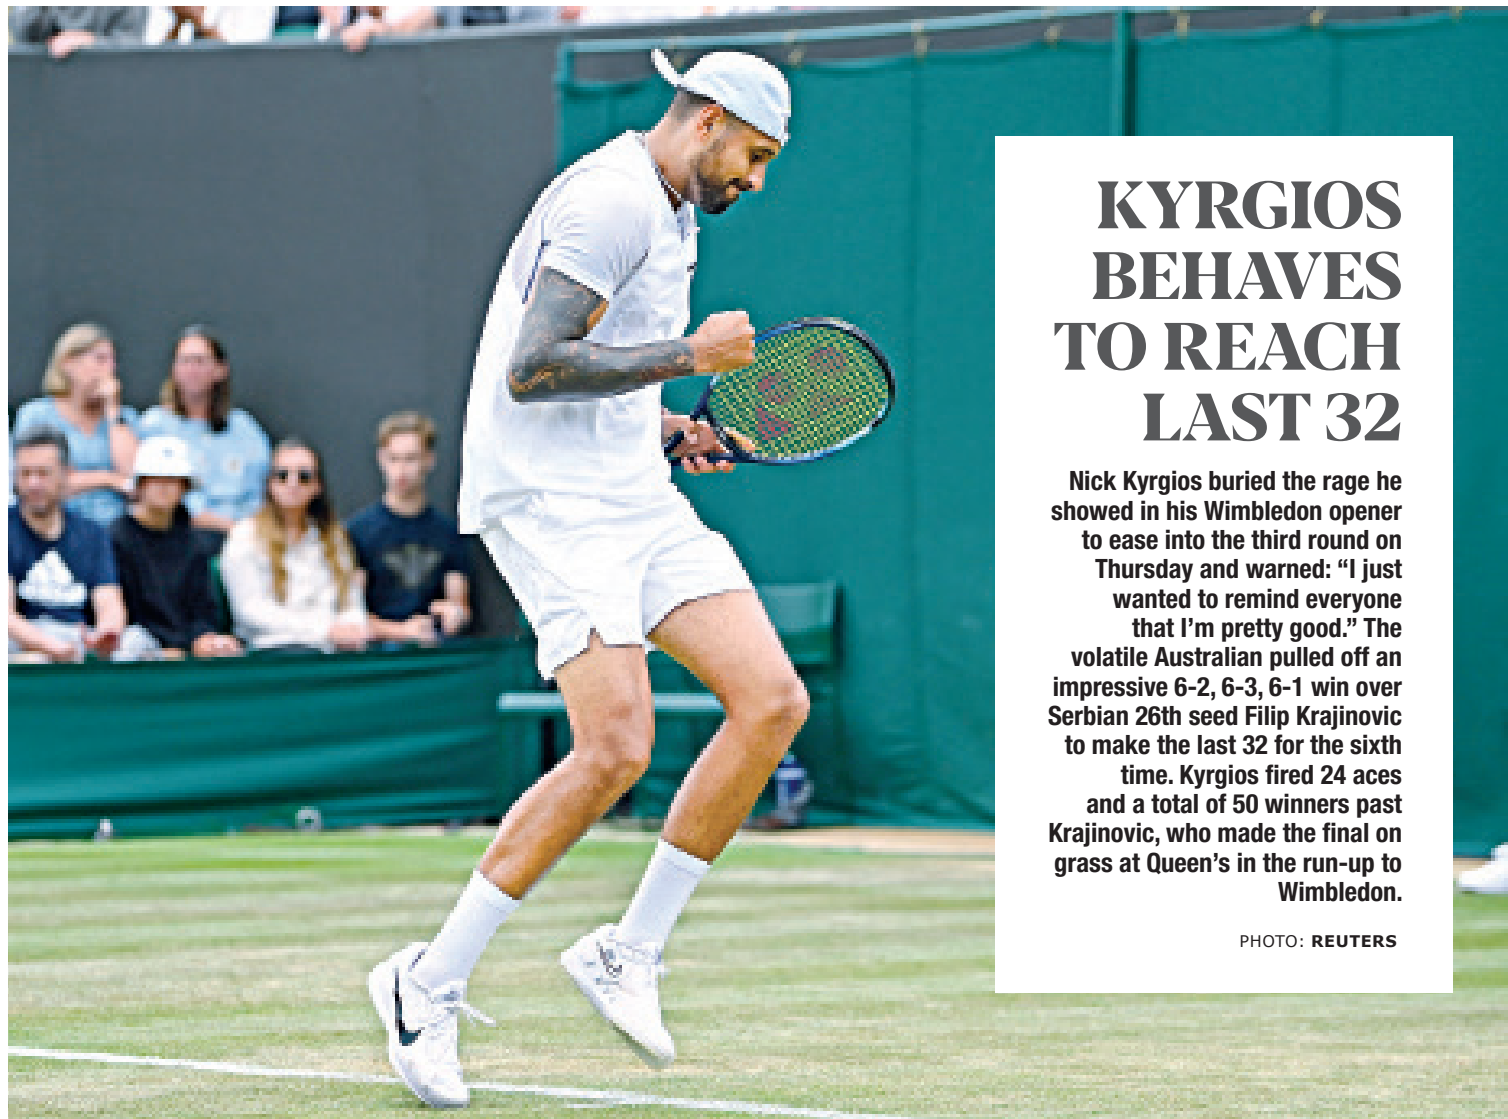 KYRGIOS
BEHAVES
TO REACH
LAST 32
Nick Kyrgios buried the rage he
showed in his Wimbledon opener
to ease into the third round on
Thursday and warned: “I just
wanted to remind everyone
that I’m pretty good.” The
volatile Australian pulled off an
impressive 6-2, 6-3, 6-1 win over
Serbian 26th seed Filip Krajinovic
to make the last 32 for the sixth
time. Kyrgios fired 24 aces
and a total of 50 winners past
Krajinovic, who made the final on
grass at Queen’s in the run-up to
Wimbledon.
PHOTO: REUTERS